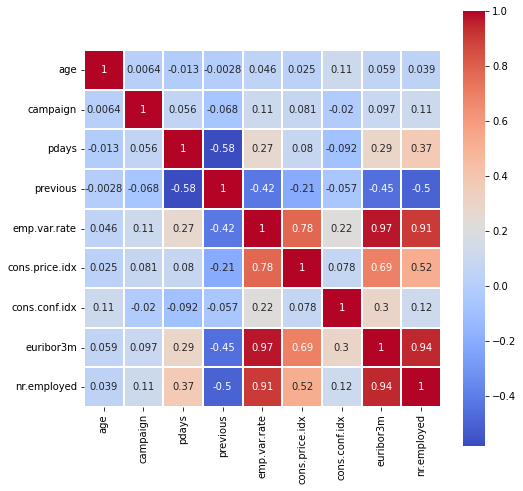 1.0
age 1 0.0064 -0.013 -0.0028 0.046 0.025 0.11 0.059 0.039
campaign 0.0064 1 0.056 -0.068 0.11 0.081 -0.02 0.097 0.11
0.8
pdays -0.013 0.056 1 -0.58 0.27 0.08 -0.092 0.29 0.37
0.6
previous -0.0028 -0.068 -0.58 1 -0.42 -0.21 -0.057 -0.45 -0.5
0.4
emp.var.rate 0.046 0.11 0.27 -0.42 1 0.78 0.22 0.97 0.91
0.2
cons.price.idx 0.025 0.081 0.08 -0.21 0.78 1 0.078 0.69 0.52
0.0
cons.conf.idx 0.11 -0.02 -0.092 -0.057 0.22 0.078 1 0.3 0.12
-0.2
euribor3m 0.059 0.097 0.29 -0.45 0.97 0.69 0.3 1 0.94
nr.employed 0.039 0.11 0.37 -0.5 0.91 0.52 0.12 0.94 1
-0.4
age campaign pdays previous emp.var.rate cons.price.idx cons.conf.idx euribor3m nr.employed